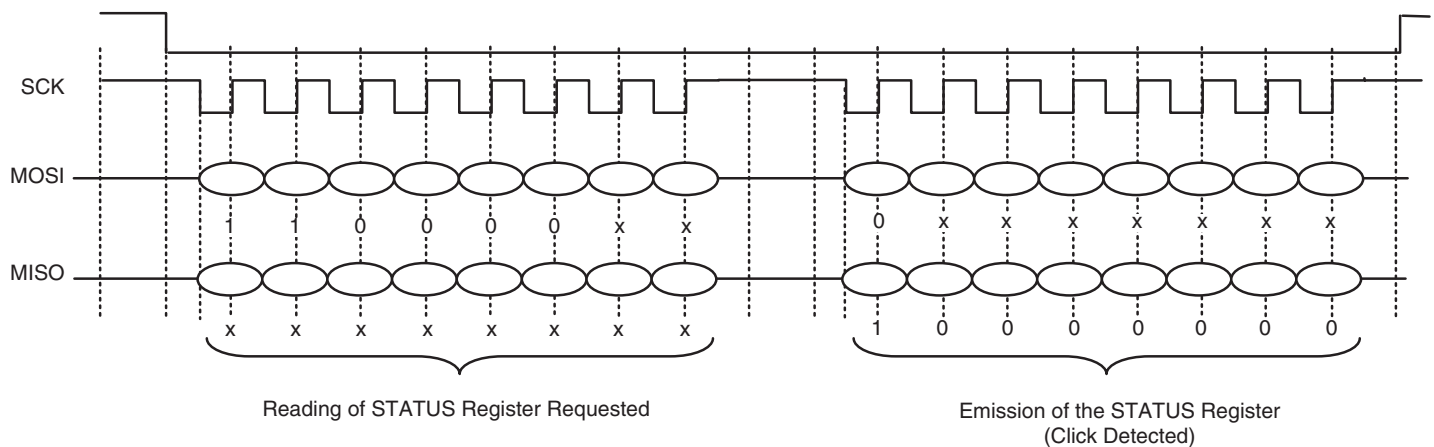 SCK
MOSI
1 1 0 0 0 0 x x 0 x x x x x x x
MISO
x x x x x x x x 1 0 0 0 0 0 0 0
Reading of STATUS Register Requested
Emission of the STATUS Register
(Click Detected)